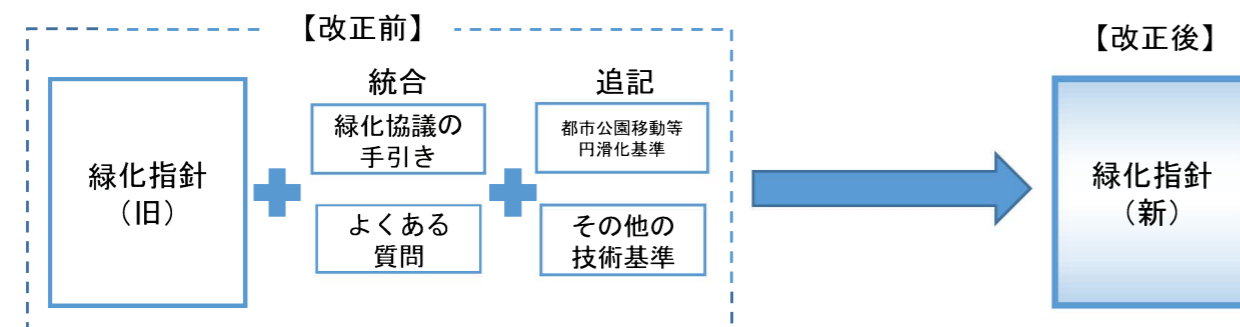 【改正前】
緑化指針
（旧）
統合
緑化協議の
手引き
よくある
質問
追記
都市公園移動等
円滑化基準
その他の
技術基準
【改正後】
緑化指針
（新）